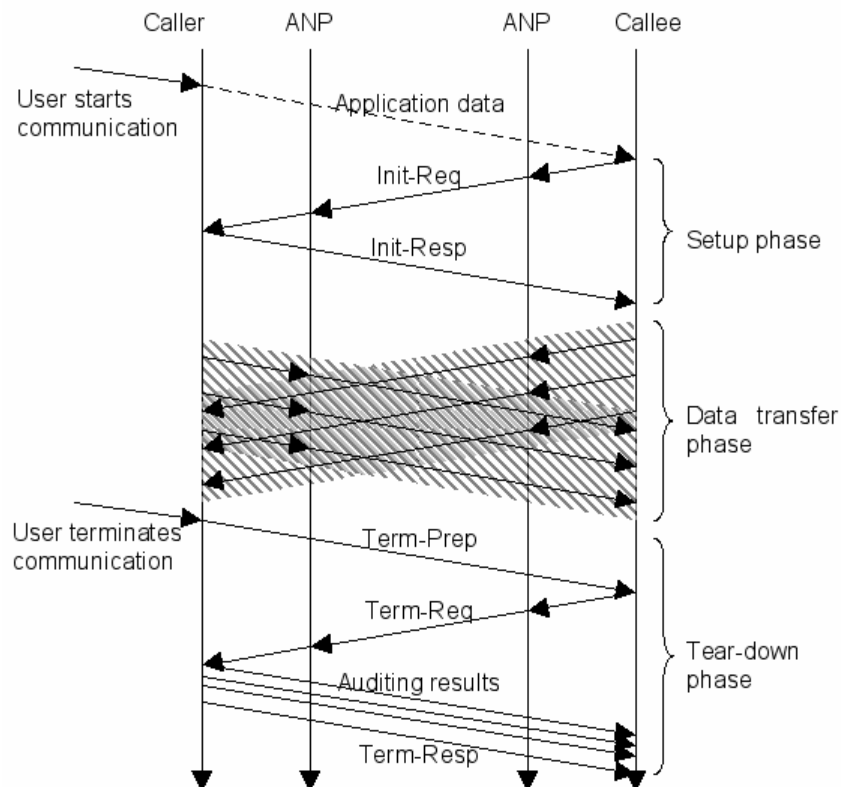 Caller
ANP
ANP
Callee
User starts
communication
Application data
Init-Req
Init-Resp
Setup phase
Data transfer
phase
User terminates
communication
Term-Prep
Term-Req
Auditing results
Term-Resp
Tear-down
phase